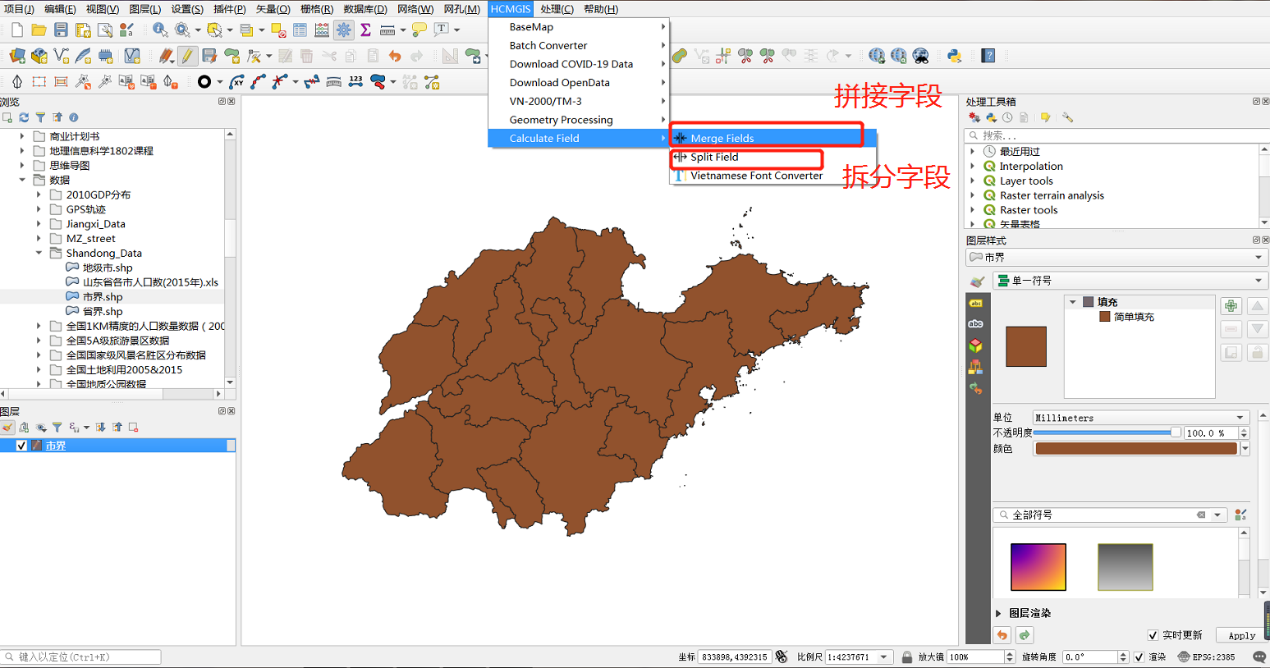 项目(J) 编辑(E) 视图(V) 图层(L) 设置(S) 插件(P) 矢量(O) 栅格(R) 数据库(D) 网络(W) 网孔(M) HCMGIS 处理(C) 帮助(H)
BaseMap
Batch Converter
Download COVID-19 Data
Download OpenData
VN-2000/TM-3
Geometry Processing
Calculate Field
Merge Fields
Split Field
Vietnamese Font Converter
拼接字段
拆分字段
浏览
商业计划书
地理信息科学1802课程
思维导图
数据
2010GDP分布
GPS轨迹
Jiangxi_Data
MZ_street
Shandong_Data
地级市.shp
山东省各市人口数(2015年).xls
市界.shp
省界.shp
全国1KM精度的人口数量数据（200
全国5A级旅游景区数据
全国国家级风景名胜区分布数据
全国土地利用2005&2015
全国地质公园数据
图层
市界
处理工具箱
搜索...
最近用过
Interpolation
Layer tools
Raster terrain analysis
Raster tools
矢量表格
图层样式
市界
单一符号
填充
简单填充
单位 Millimeters
不透明度 100.0 %
颜色
全部符号
图层渲染
实时更新 Apply
键入以定位(Ctrl+K)
坐标 833898,4392315 比例尺 1:4237671 放大镜 100% 旋转角度 0.0° 渲染 EPSG:2385